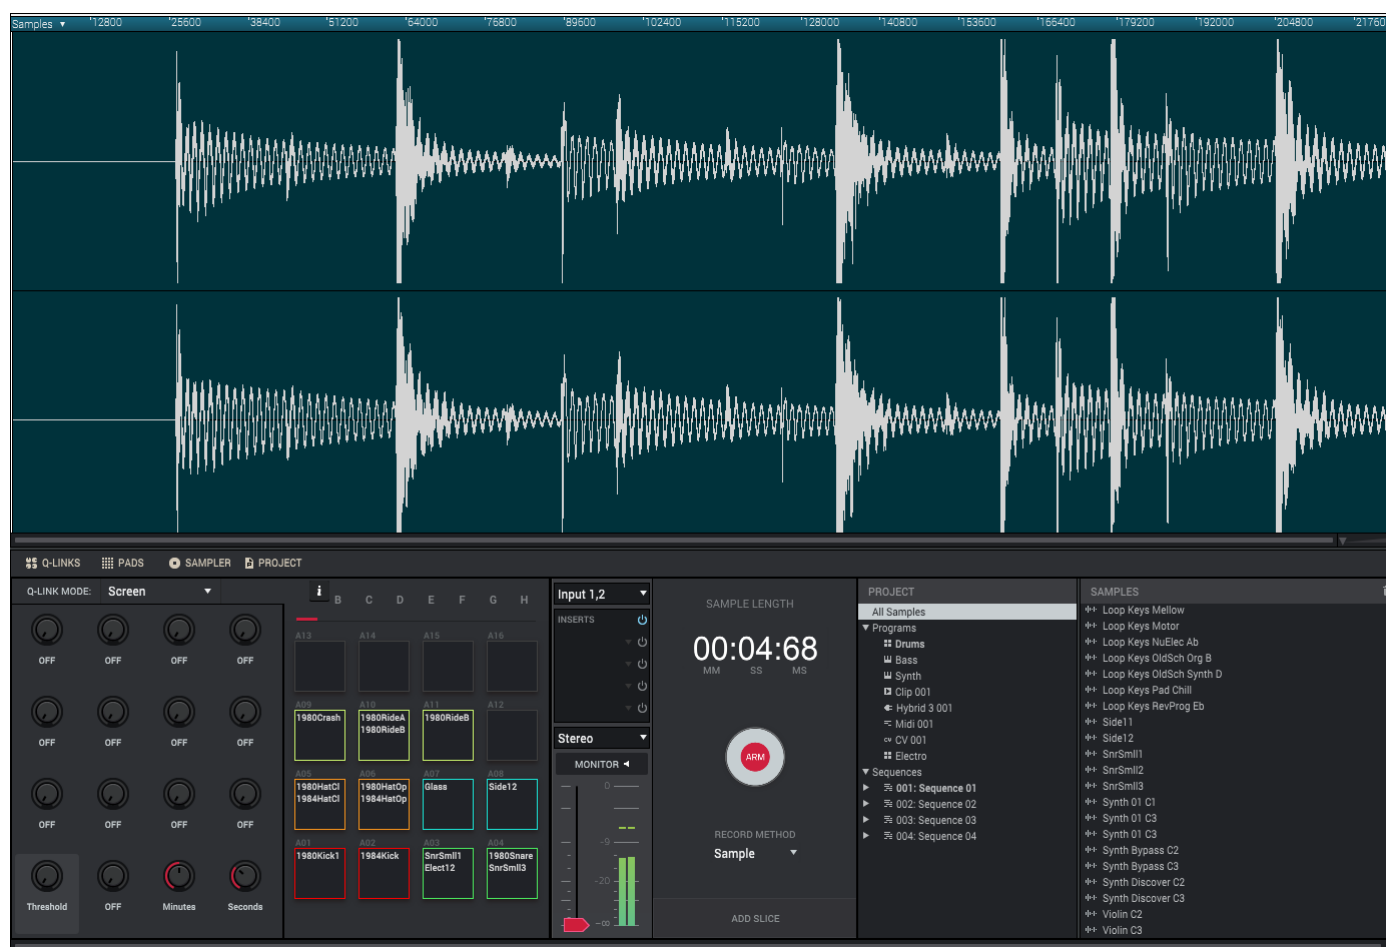 Samples ▼ '12800 '25600 '38400 '51200 '64000 '76800 '89600 '102400 '115200 '128000 '140800 '153600 '166400 '179200 '192000 '204800 '21760
Q-LINKS PADS SAMPLER PROJECT
Q-LINK MODE: Screen
OFF OFF OFF OFF
OFF OFF OFF OFF
OFF OFF OFF OFF
Threshold OFF Minutes Seconds
i B C D E F G H
A13 A14 A15 A16
A09 A10 A11 A12
1980Crash 1980RideA 1980RideB
1980RideB
A05 A06 A07 A08
1980HatCl 1980HatOp Glass Side12
1984HatCl 1984HatOp
A01 A02 A03 A04
1980Kick1 1984Kick SnrSmll1 1980Snare
Elect12 SnrSmll3
Input 1,2
INSERTS
Stereo
MONITOR
0
-9
-20
-∞
SAMPLE LENGTH
00:04:68
MM SS MS
ARM
RECORD METHOD
Sample
ADD SLICE
PROJECT
All Samples
Programs
Drums
Bass
Synth
Clip 001
Hybrid 3 001
Midi 001
CV CV 001
Electro
Sequences
001: Sequence 01
002: Sequence 02
003: Sequence 03
004: Sequence 04
SAMPLES
Loop Keys Mellow
Loop Keys Motor
Loop Keys NuElec Ab
Loop Keys OldSch Org B
Loop Keys OldSch Synth D
Loop Keys Pad Chill
Loop Keys RevProg Eb
Side11
Side12
SnrSmll1
SnrSmll2
SnrSmll3
Synth 01 C1
Synth 01 C3
Synth 01 C3
Synth Bypass C2
Synth Bypass C3
Synth Discover C2
Synth Discover C3
Violin C2
Violin C3